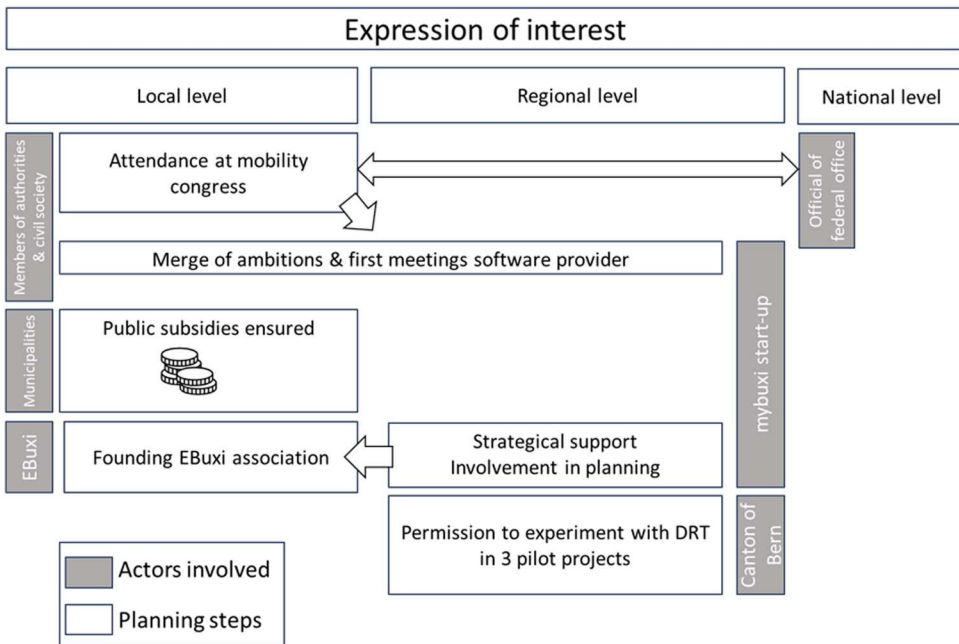 Expression of interest
Local level
Regional level
National level
Members of authorities
& civil society
Attendance at mobility
congress
Official of
federal office
Merge of ambitions & first meetings software provider
mybuxi start-up
Municipalities
Public subsidies ensured
EBuxi
Founding EBuxi association
Strategical support
Involvement in planning
Permission to experiment with DRT
in 3 pilot projects
Canton of
Bern
Actors involved
Planning steps